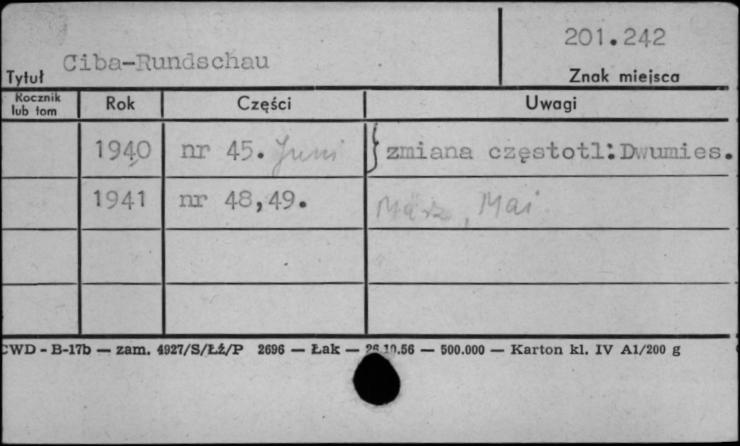 201.242
Ciba-Rundschau
Tytuł Znak miejsca
Rocznik lub tom Rok Części Uwagi
1940 nr 45. Juni } zmiana częstotl: Dwumies.
1941 nr 48,49. März, Mai
CWD - B-17b — zam. 4927/S/Łź/P 2696 — Łak — 26.10.56 — 500.000 — Karton kl. IV A1/200 g